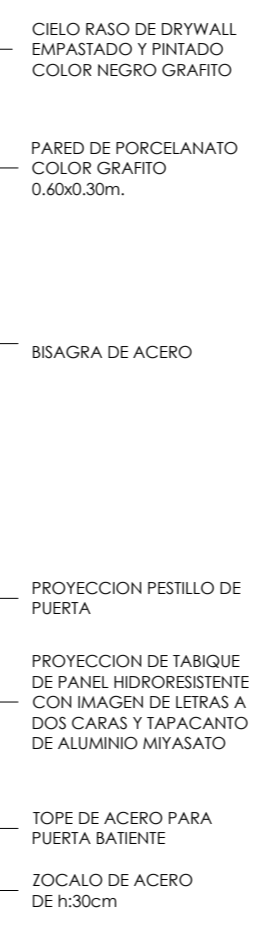 CIELO RASO DE DRYWALL
EMPASTADO Y PINTADO
COLOR NEGRO GRAFITO
PARED DE PORCELANATO
COLOR GRAFITO
0.60x0.30m.
BISAGRA DE ACERO
PROYECCION PESTILLO DE
PUERTA
PROYECCION DE TABIQUE
DE PANEL HIDRORESISTENTE
CON IMAGEN DE LETRAS A
DOS CARAS Y TAPACANTO
DE ALUMINIO MIYASATO
TOPE DE ACERO PARA
PUERTA BATIENTE
ZOCALO DE ACERO
DE h:30cm